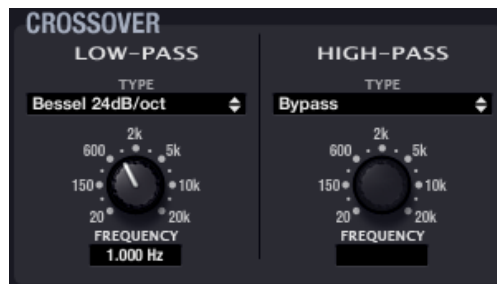 CROSSOVER
LOW-PASS
TYPE
Bessel 24dB/oct
2k
600 5k
150 10k
20 20k
FREQUENCY
1.000 Hz
HIGH-PASS
TYPE
Bypass
2k
600 5k
150 10k
20 20k
FREQUENCY